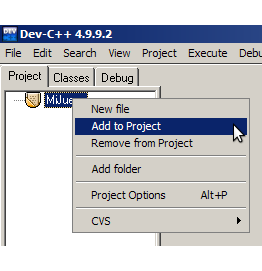 Dev-C++ 4.9.9.2
File Edit Search View Project Execute Debu
Project Classes Debug
MiJue
New file
Add to Project
Remove from Project
Add folder
Project Options Alt+P
CVS